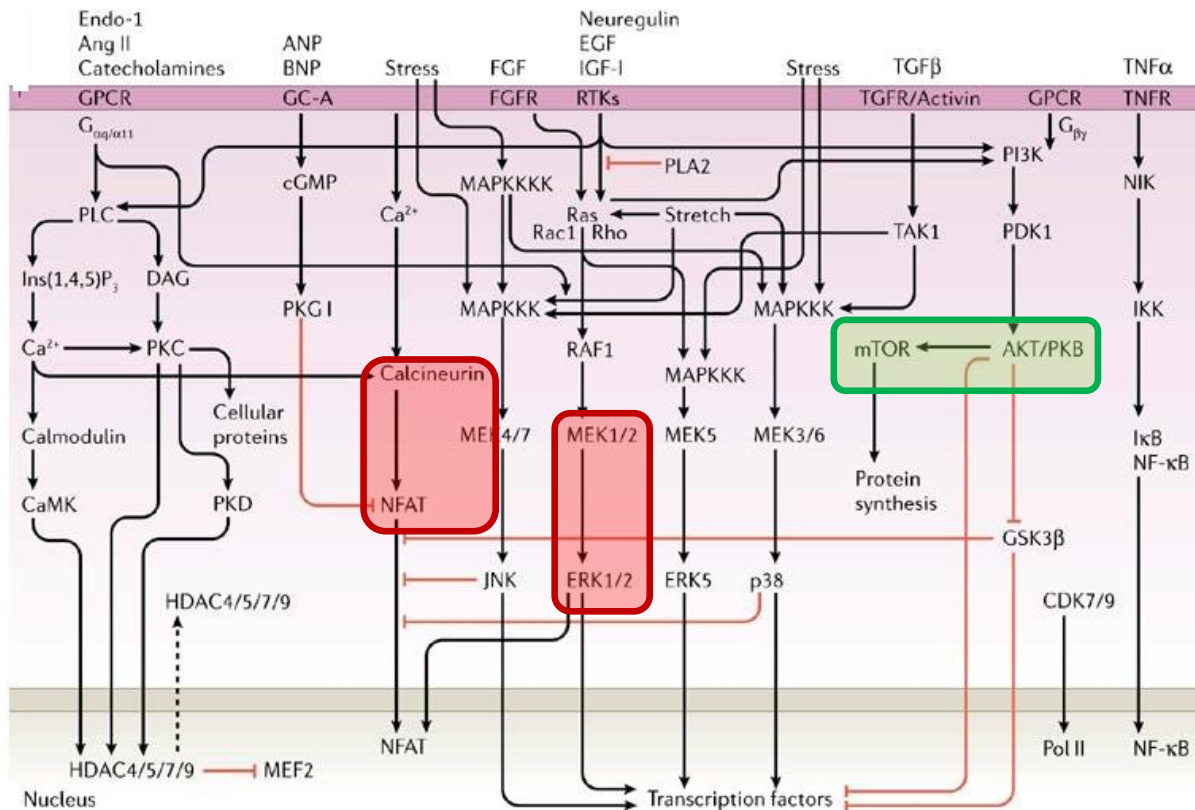 Endo-1
Ang II
Catecholamines
ANP
BNP
Stress
FGF
Neuregulin
EGF
IGF-I
Stress
TGFβ
TNFα
GPCR
GC-A
FGFR
RTKs
TGFR/Activin
GPCR
TNFR
Gαq/α11
Gβγ
PI3K
PLA2
cGMP
MAPKKKK
NIK
PLC
Ca²⁺
Ras
Rac1 Rho
Stretch
TAK1
PDK1
Ins(1,4,5)P₃
DAG
PKG I
MAPKKK
MAPKKK
IKK
Ca²⁺
PKC
RAF1
mTOR
AKT/PKB
Calcineurin
MAPKKK
Cellular
proteins
Calmodulin
MEK4/7
MEK1/2
MEK5
MEK3/6
IκB
NF-κB
Protein
synthesis
CaMK
PKD
NFAT
GSK3β
JNK
ERK1/2
ERK5
p38
HDAC4/5/7/9
CDK7/9
NFAT
Pol II
NF-κB
HDAC4/5/7/9
MEF2
Nucleus
Transcription factors